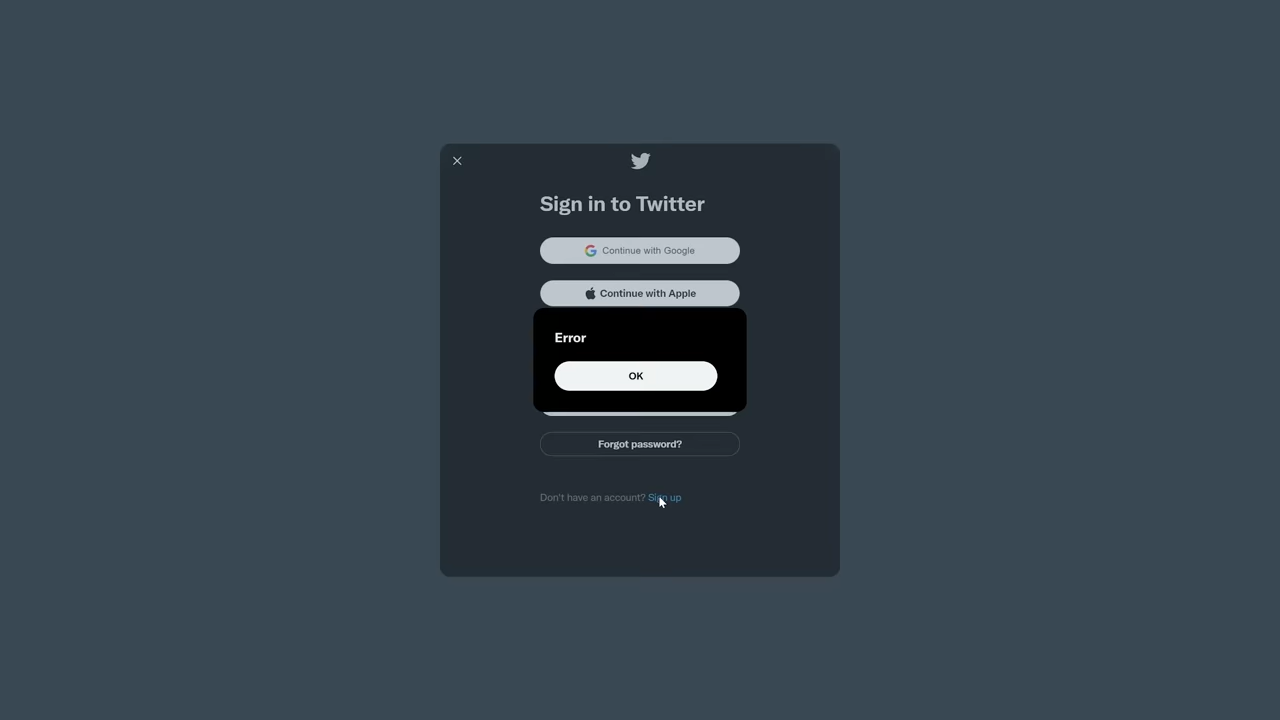 Sign in to Twitter
Continue with Google
Continue with Apple
Error
OK
Forgot password?
Don't have an account? Sign up